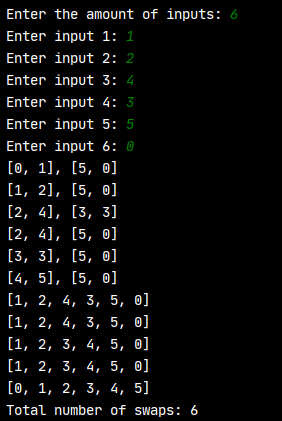 Enter the amount of inputs: 6
Enter input 1: 1
Enter input 2: 2
Enter input 3: 4
Enter input 4: 3
Enter input 5: 5
Enter input 6: 0
[0, 1], [5, 0]
[1, 2], [5, 0]
[2, 4], [3, 3]
[2, 4], [5, 0]
[3, 3], [5, 0]
[4, 5], [5, 0]
[1, 2, 4, 3, 5, 0]
[1, 2, 4, 3, 5, 0]
[1, 2, 3, 4, 5, 0]
[1, 2, 3, 4, 5, 0]
[0, 1, 2, 3, 4, 5]
Total number of swaps: 6